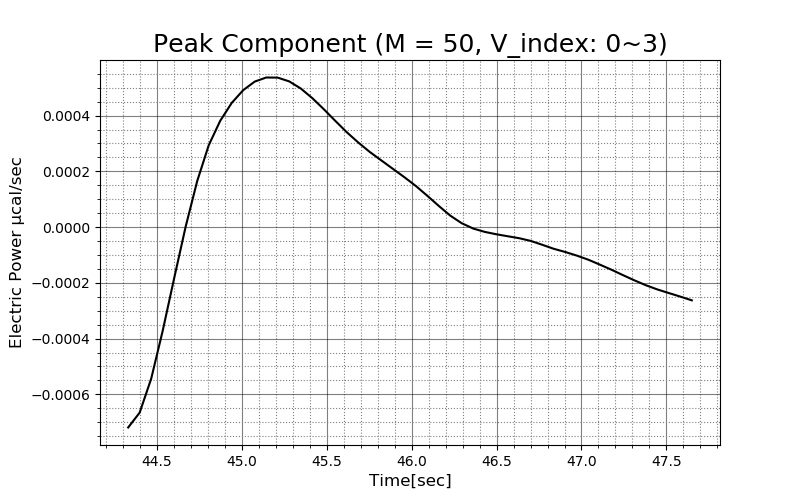 Peak Component (M = 50, V_index: 0~3)
Electric Power μcal/sec
0.0004
0.0002
0.0000
−0.0002
−0.0004
−0.0006
44.5 45.0 45.5 46.0 46.5 47.0 47.5
Time[sec]